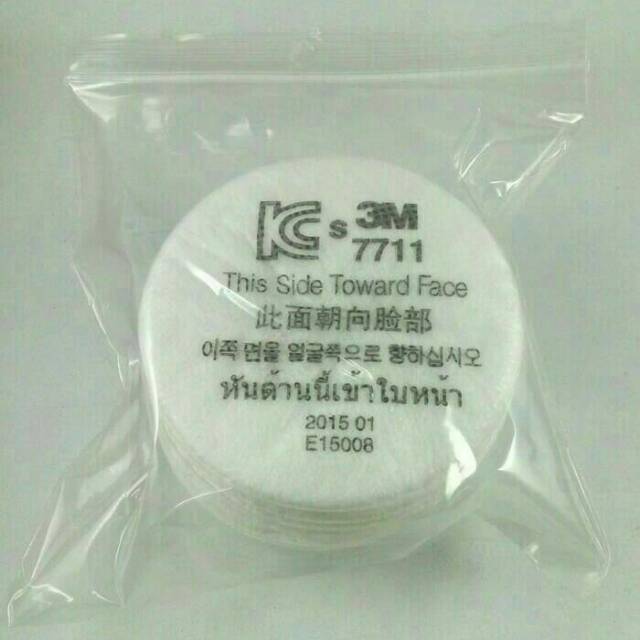 KCs 3M
7711
This Side Toward Face
此面朝向脸部
이쪽 면을 얼굴쪽으로 향하십시오
หันด้านนี้เข้าใบหน้า
2015 01
E15008